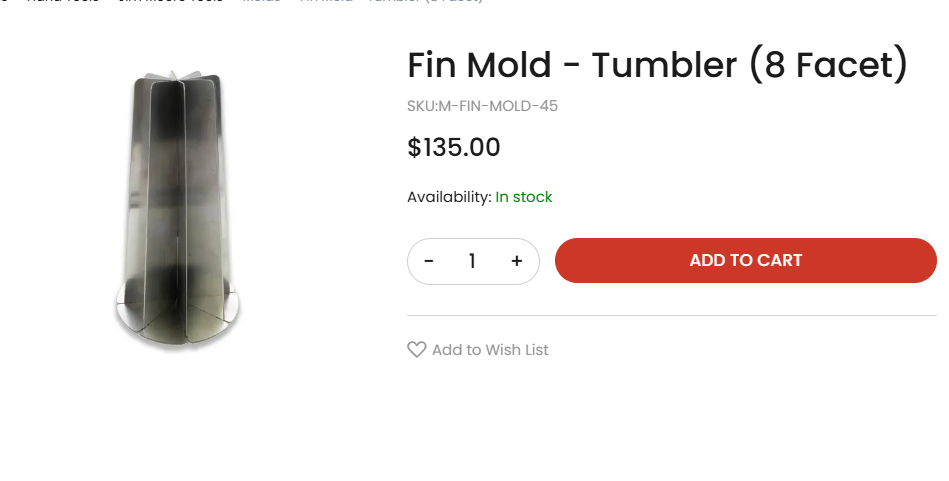 Fin Mold - Tumbler (8 Facet)
SKU:M-FIN-MOLD-45
$135.00
Availability: In stock
- 1 +
ADD TO CART
Add to Wish List